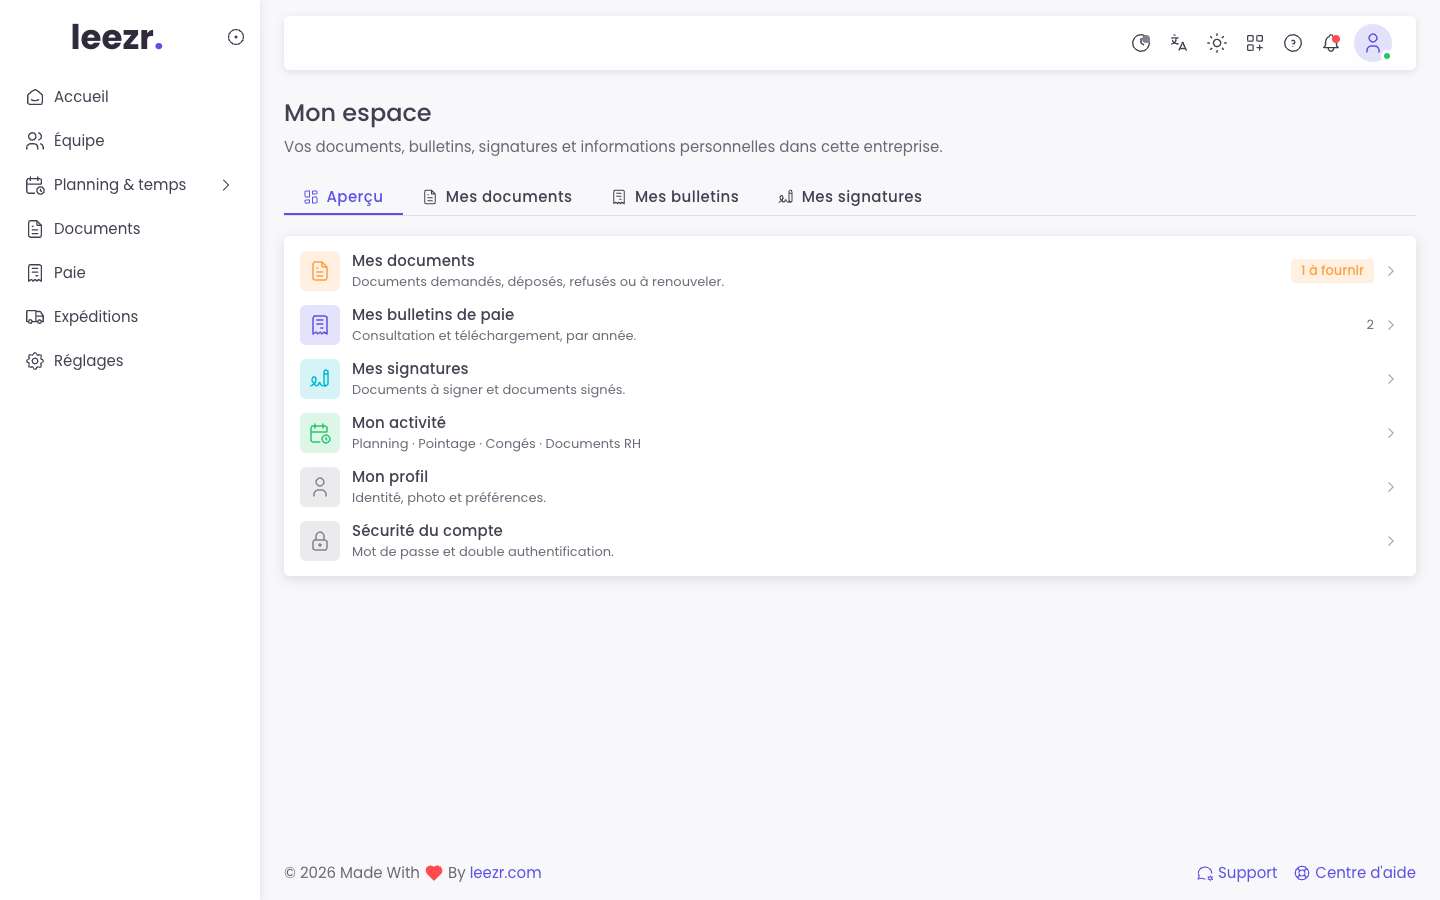 leezr.
Accueil
Équipe
Planning & temps
Documents
Paie
Expéditions
Réglages
Mon espace
Vos documents, bulletins, signatures et informations personnelles dans cette entreprise.
Aperçu
Mes documents
Mes bulletins
Mes signatures
Mes documents
Documents demandés, déposés, refusés ou à renouveler.
1 à fournir
Mes bulletins de paie
Consultation et téléchargement, par année.
2
Mes signatures
Documents à signer et documents signés.
Mon activité
Planning · Pointage · Congés · Documents RH
Mon profil
Identité, photo et préférences.
Sécurité du compte
Mot de passe et double authentification.
© 2026 Made With By leezr.com
Support
Centre d'aide